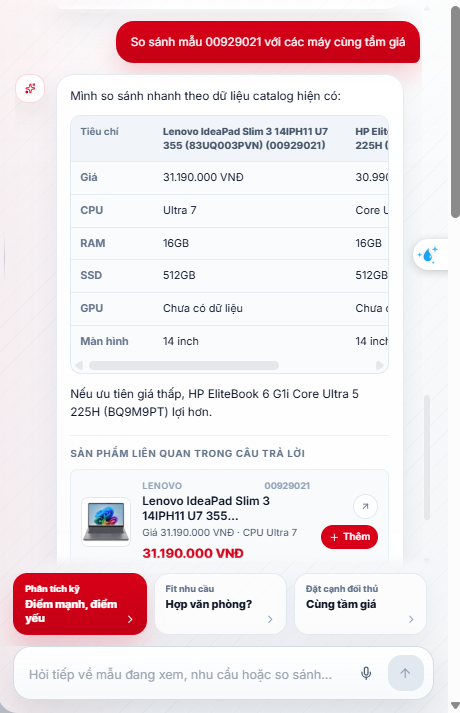 So sánh mẫu 00929021 với các máy cùng tầm giá
Mình so sánh nhanh theo dữ liệu catalog hiện có:
Tiêu chí
Lenovo IdeaPad Slim 3 14IPH11 U7
355 (83UQ003PVN) (00929021)
HP
225H
Giá
31.190.000 VNĐ
30.990
CPU
Ultra 7
Core
RAM
16GB
16GB
SSD
512GB
512GB
GPU
Chưa có dữ liệu
Chưa
Màn hình
14 inch
14 inch
Nếu ưu tiên giá thấp, HP EliteBook 6 G1i Core Ultra 5
225H (BQ9M9PT) lợi hơn.
SẢN PHẨM LIÊN QUAN TRONG CÂU TRẢ LỜI
LENOVO 00929021
Lenovo IdeaPad Slim 3
14IPH11 U7 355...
Giá 31.190.000 VNĐ · CPU Ultra 7
31.190.000 VNĐ
+ Thêm
Phân tích kỹ
Điểm mạnh, điểm
yếu
Fit nhu cầu
Hợp văn phòng?
Đặt cạnh đối thủ
Cùng tầm giá
Hỏi tiếp về mẫu đang xem, nhu cầu hoặc so sánh...